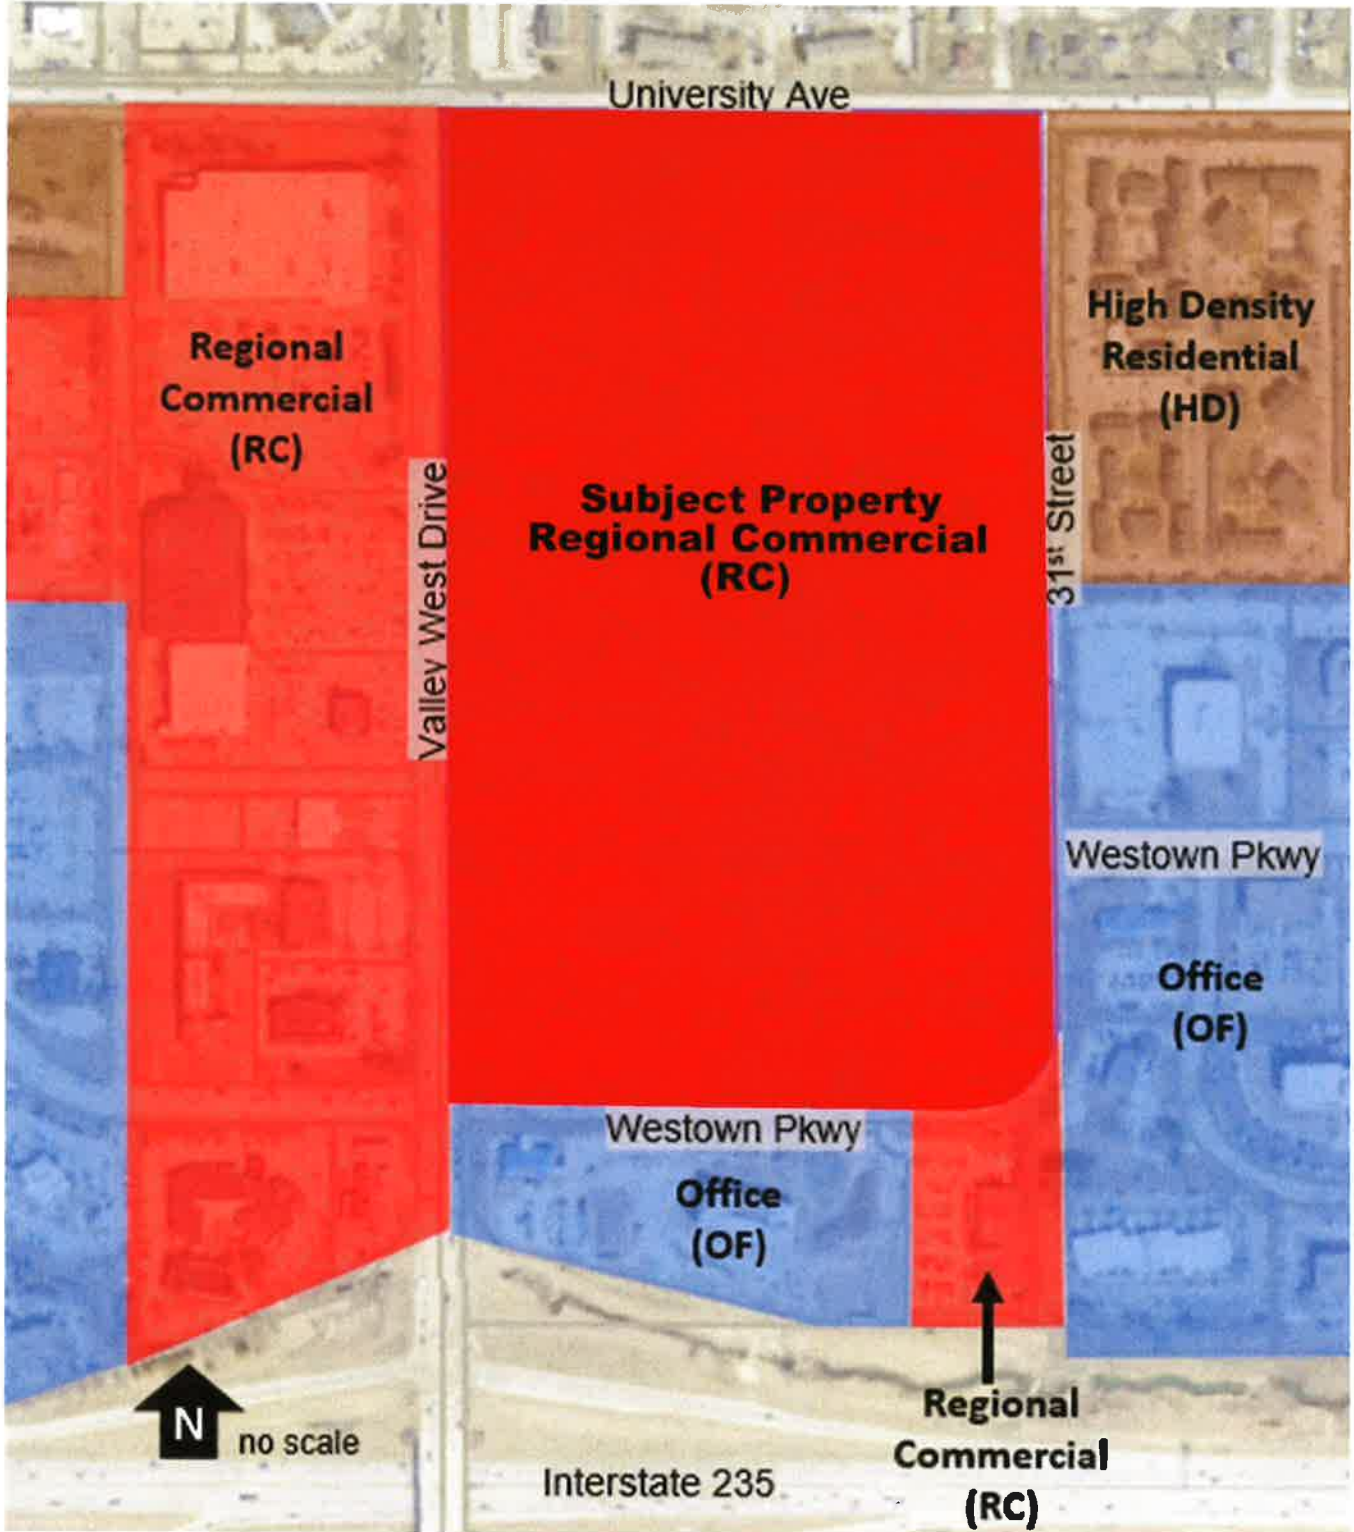 University Ave
Regional
Commercial
(RC)
High Density
Residential
(HD)
Valley West Drive
Subject Property
Regional Commercial
(RC)
31st Street
Westown Pkwy
Office
(OF)
Westown Pkwy
Office
(OF)
N
no scale
Regional
Commercial
(RC)
Interstate 235